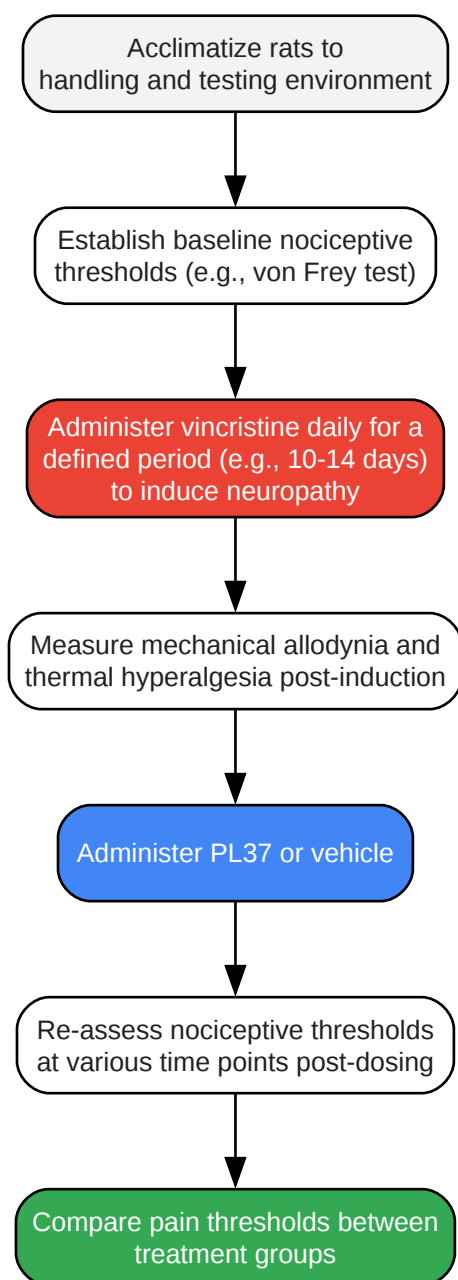 Acclimatize rats to
handling and testing environment
Establish baseline nociceptive
thresholds (e.g., von Frey test)
Administer vincristine daily for a
defined period (e.g., 10-14 days)
to induce neuropathy
Measure mechanical allodynia and
thermal hyperalgesia post-induction
Administer PL37 or vehicle
Re-assess nociceptive thresholds
at various time points post-dosing
Compare pain thresholds between
treatment groups